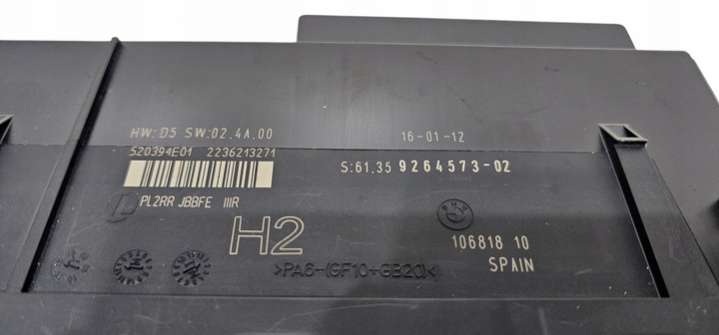 HW:D5 SW:02.4A.00
16-01-12
520394E01 2236213271
S:61.35 9264573-02
PL2RR JBBFE IIIR
H2
BMW
106818 10
SPAIN
>PA6-(GF10+GB20)<